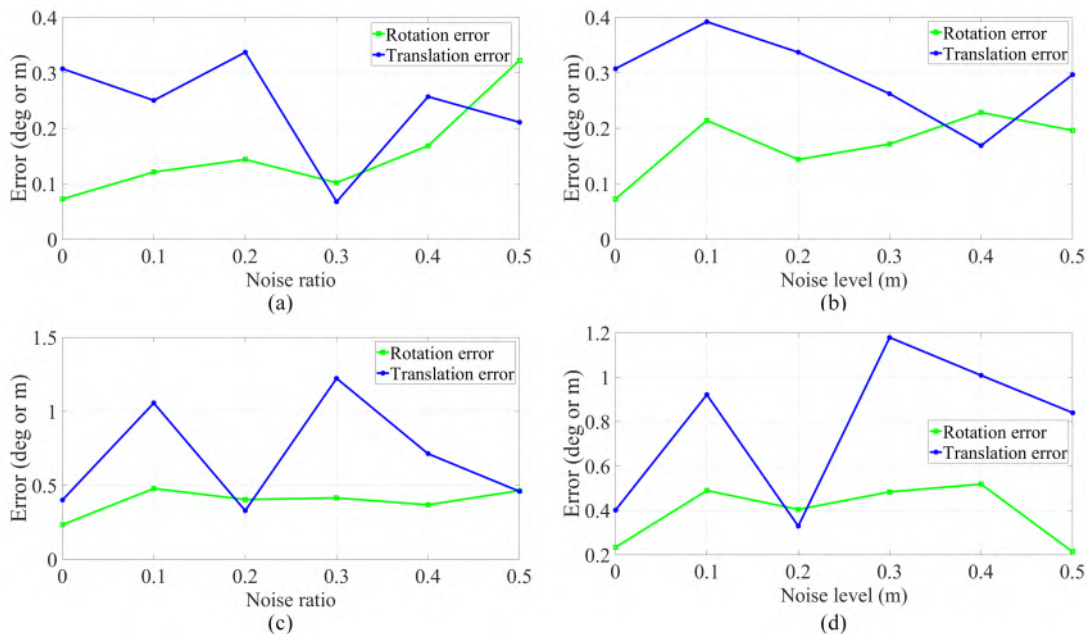 0.4
0.3
0.2
0.1
0
Error (deg or m)
Rotation error
Translation error
0 0.1 0.2 0.3 0.4 0.5
Noise ratio
(a)
0.4
0.3
0.2
0.1
0
Error (deg or m)
Rotation error
Translation error
0 0.1 0.2 0.3 0.4 0.5
Noise level (m)
(b)
1.5
1
0.5
0
Error (deg or m)
Rotation error
Translation error
0 0.1 0.2 0.3 0.4 0.5
Noise ratio
(c)
1.2
1
0.8
0.6
0.4
0.2
Error (deg or m)
Rotation error
Translation error
0 0.1 0.2 0.3 0.4 0.5
Noise level (m)
(d)